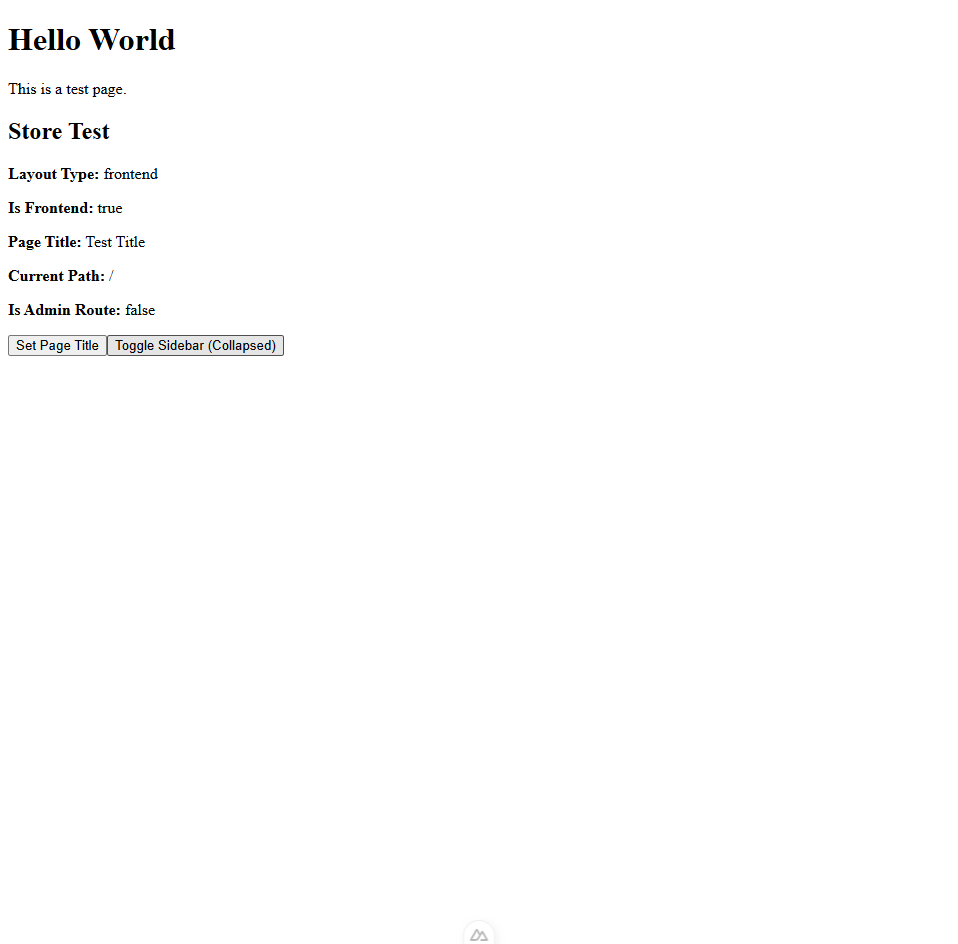 Hello World
This is a test page.
Store Test
Layout Type: frontend
Is Frontend: true
Page Title: Test Title
Current Path: /
Is Admin Route: false
Set Page Title Toggle Sidebar (Collapsed)